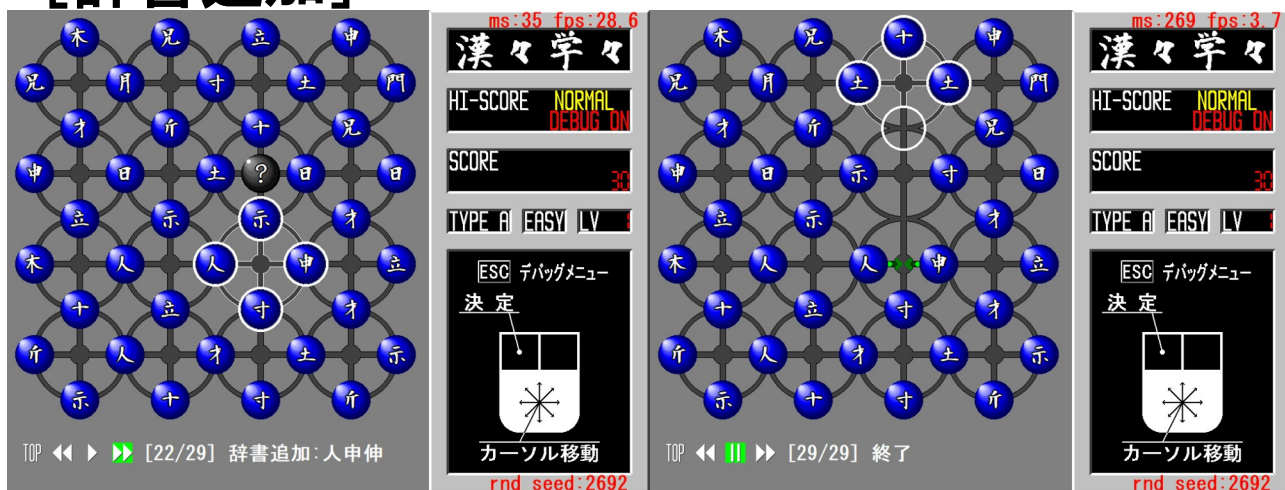 [辞書追加]
ms:35 fps:28.6
木 兄 立 申
兄 月 寸 土 門
才 斤 十 兄
申 日 土 ? 日 日
立 示 示 才
木 人 人 申 立
十 立 寸 才
斤 人 才 土 示
示 十 寸 斤
TOP [22/29] 辞書追加:人申伸
漢々学々
HI-SCORE NORMAL
DEBUG ON
SCORE
30
TYPE A EASY LV 1
ESC デバッグメニュー
決定
カーソル移動
rnd seed:2692
ms:269 fps:3.7
木 兄 十 申
兄 月 土 土 門
才 斤 兄
申 日 示 寸 日
立 才
木 人 人 申 立
十 立 寸 才
斤 人 才 土 示
示 十 寸 斤
TOP [29/29] 終了
漢々学々
HI-SCORE NORMAL
DEBUG ON
SCORE
30
TYPE A EASY LV 1
ESC デバッグメニュー
決定
カーソル移動
rnd seed:2692